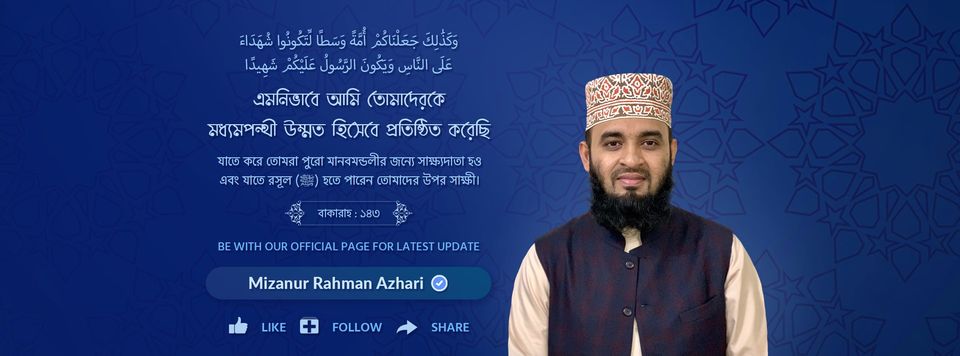 وَكَذَٰلِكَ جَعَلْنَاكُمْ أُمَّةً وَسَطًا لِّتَكُونُوا شُهَدَاءَ
عَلَى النَّاسِ وَيَكُونَ الرَّسُولُ عَلَيْكُمْ شَهِيدًا
এমনিভাবে আমি তোমাদেরকে
মধ্যমপন্থী উম্মত হিসেবে প্রতিষ্ঠিত করেছি
যাতে করে তোমরা পুরো মানবমন্ডলীর জন্যে সাক্ষ্যদাতা হও
এবং যাতে রসূল (ﷺ) হতে পারেন তোমাদের উপর সাক্ষী।
বাকারাহ : ১৪৩
BE WITH OUR OFFICIAL PAGE FOR LATEST UPDATE
Mizanur Rahman Azhari
LIKE FOLLOW SHARE